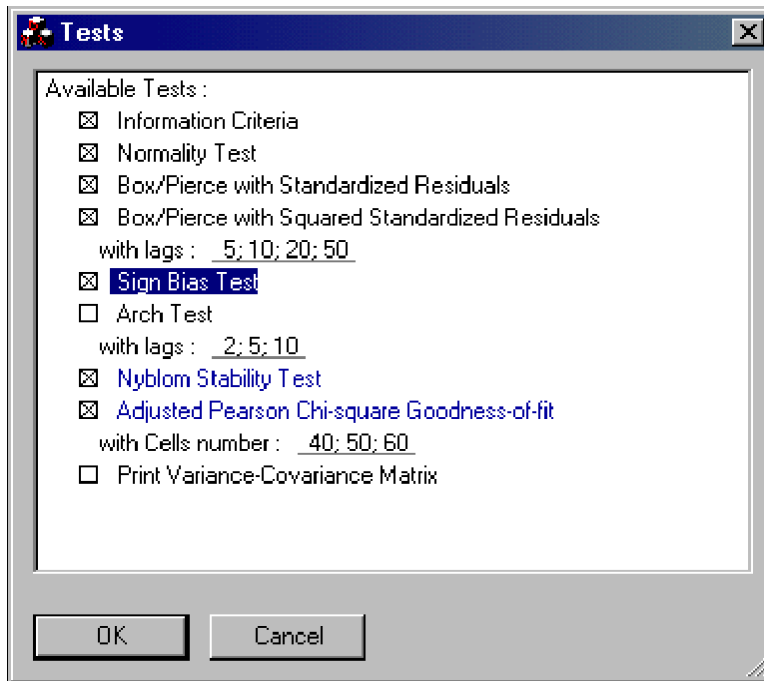 Tests
Available Tests :
Information Criteria
Normality Test
Box/Pierce with Standardized Residuals
Box/Pierce with Squared Standardized Residuals
with lags : 5; 10; 20; 50
Sign Bias Test
Arch Test
with lags : 2; 5; 10
Nyblom Stability Test
Adjusted Pearson Chi-square Goodness-of-fit
with Cells number : 40; 50; 60
Print Variance-Covariance Matrix
OK Cancel